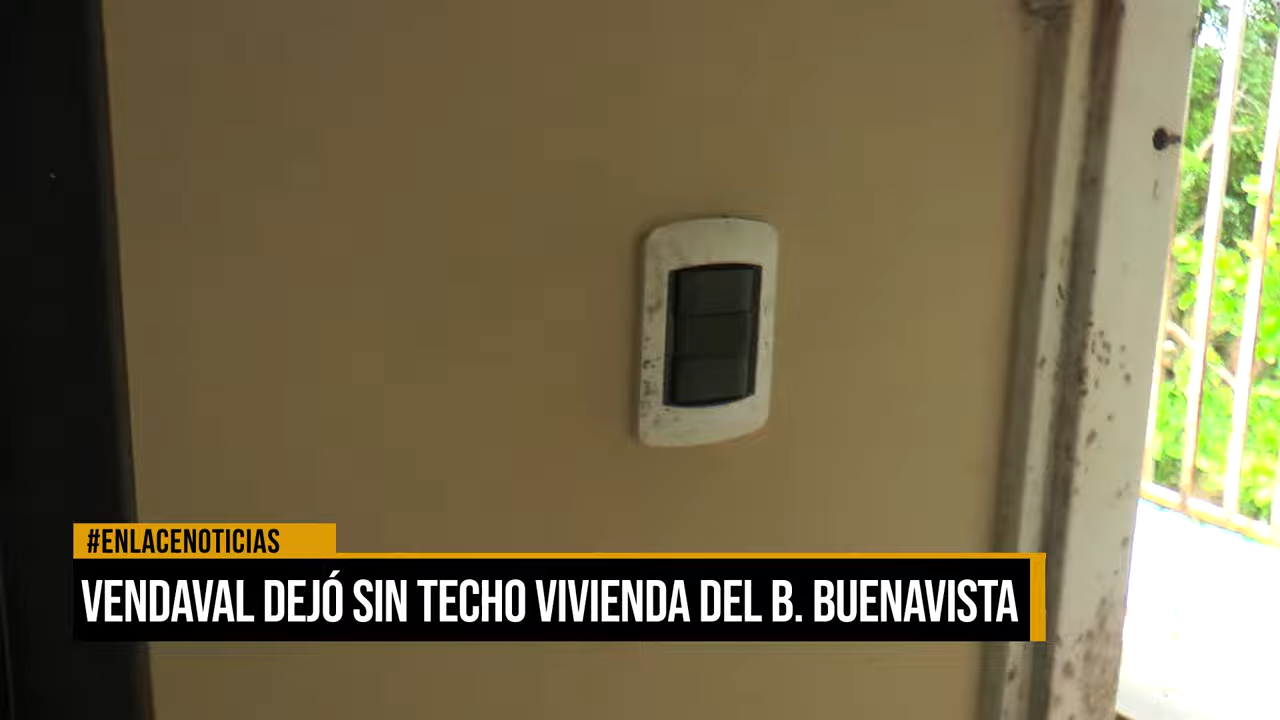 #ENLACENOTICIAS
VENDAVAL DEJÓ SIN TECHO VIVIENDA DEL B. BUENAVISTA